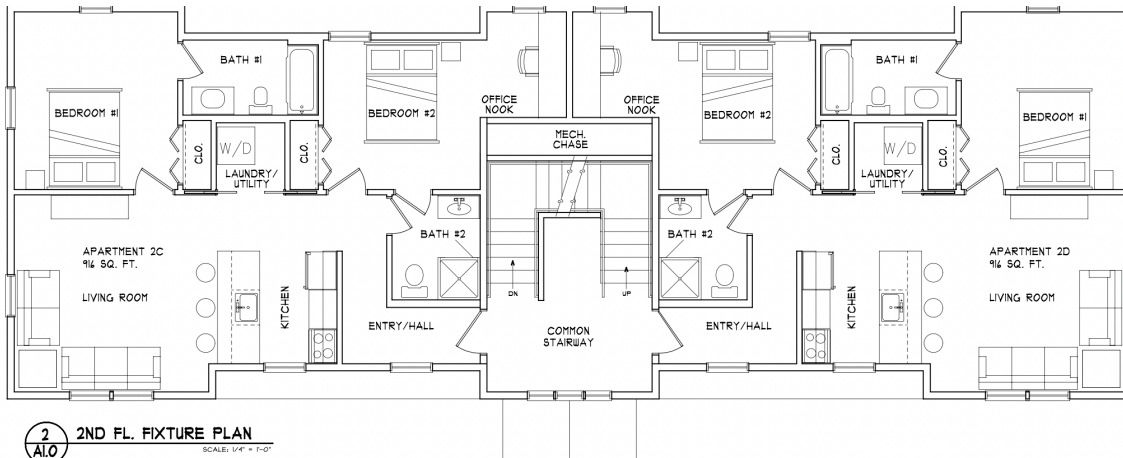 BATH #1
BATH #1
BEDROOM #1
BEDROOM #2
OFFICE
NOOK
OFFICE
NOOK
BEDROOM #2
BEDROOM #1
MECH.
CHASE
CLO.
W/D
CLO.
CLO.
W/D
CLO.
LAUNDRY/
UTILITY
LAUNDRY/
UTILITY
BATH #2
BATH #2
APARTMENT 2C
916 SQ. FT.
APARTMENT 2D
916 SQ. FT.
LIVING ROOM
KITCHEN
DN
UP
KITCHEN
LIVING ROOM
ENTRY/HALL
COMMON
STAIRWAY
ENTRY/HALL
2
A1.0
2ND FL. FIXTURE PLAN
SCALE: 1/4" = 1'-0"